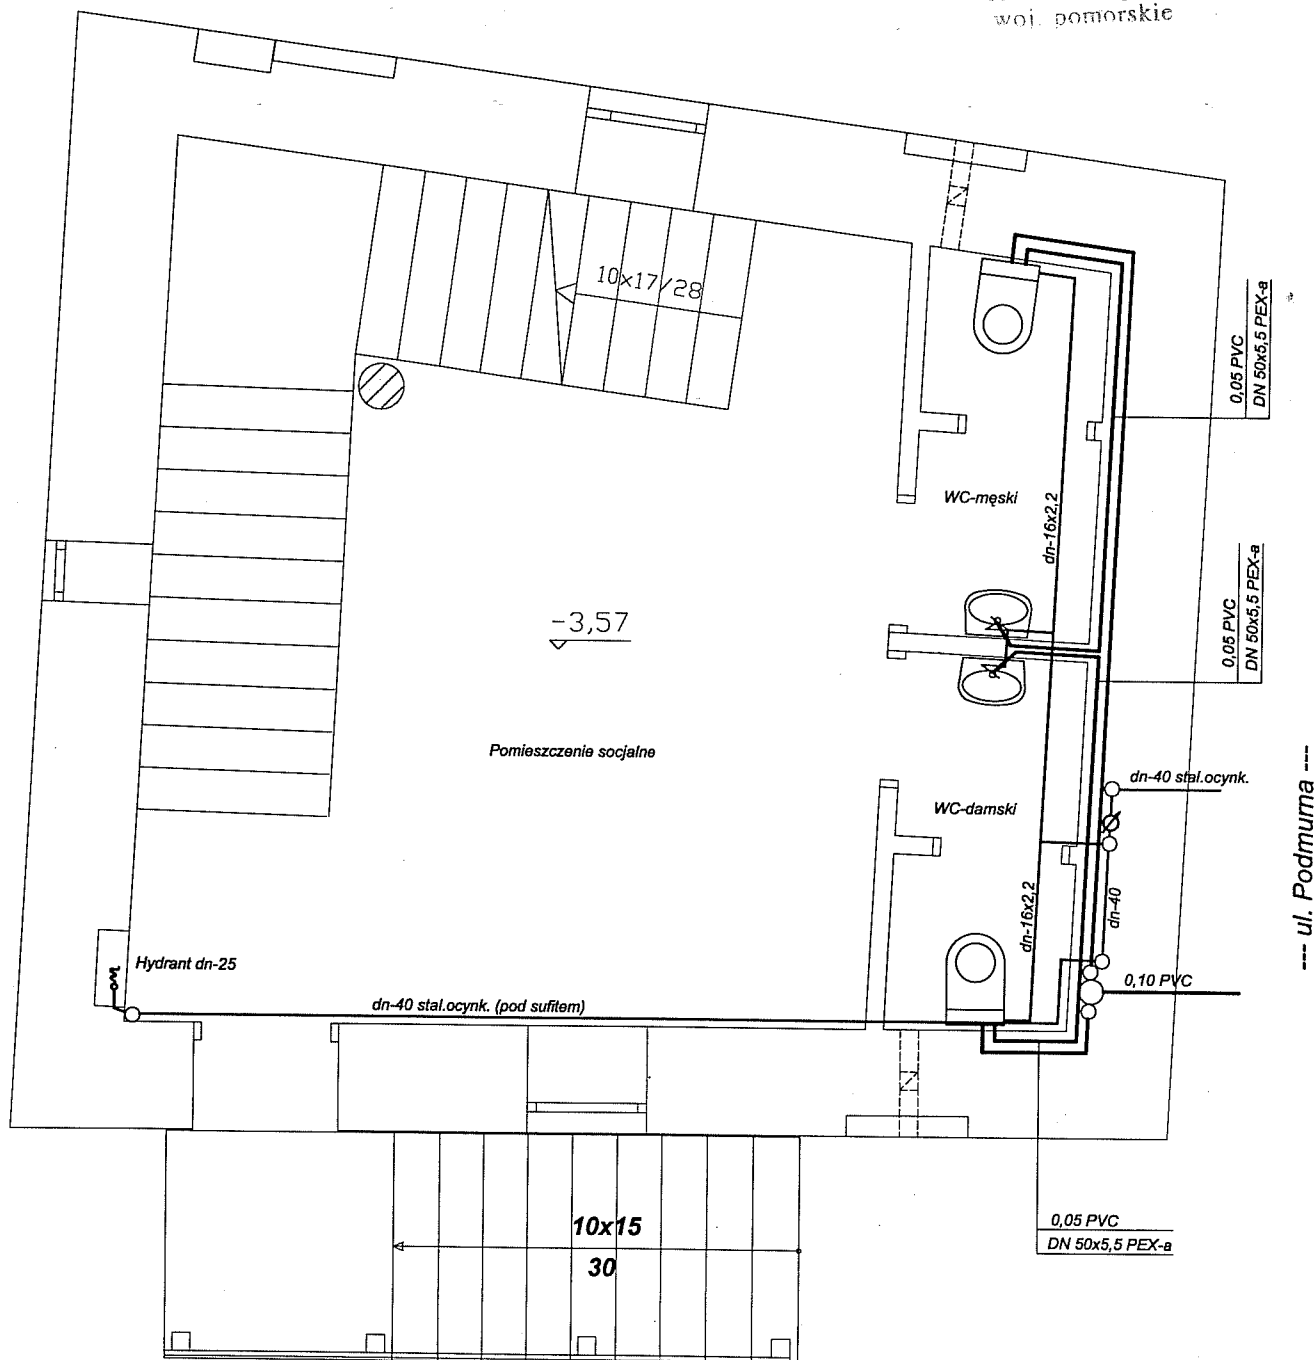 woj. pomorskie
10x17/28
0,05 PVC
DN 50x5,5 PEX-a
WC-męski
dn-16x2,2
-3,57
0,05 PVC
DN 50x5,5 PEX-a
Pomieszczenie socjalne
dn-40 stal.ocynk.
WC-damski
--- ul. Podmurna ---
dn-16x2,2
dn-40
Hydrant dn-25
0,10 PVC
dn-40 stal.ocynk. (pod sufitem)
10x15
30
0,05 PVC
DN 50x5,5 PEX-a